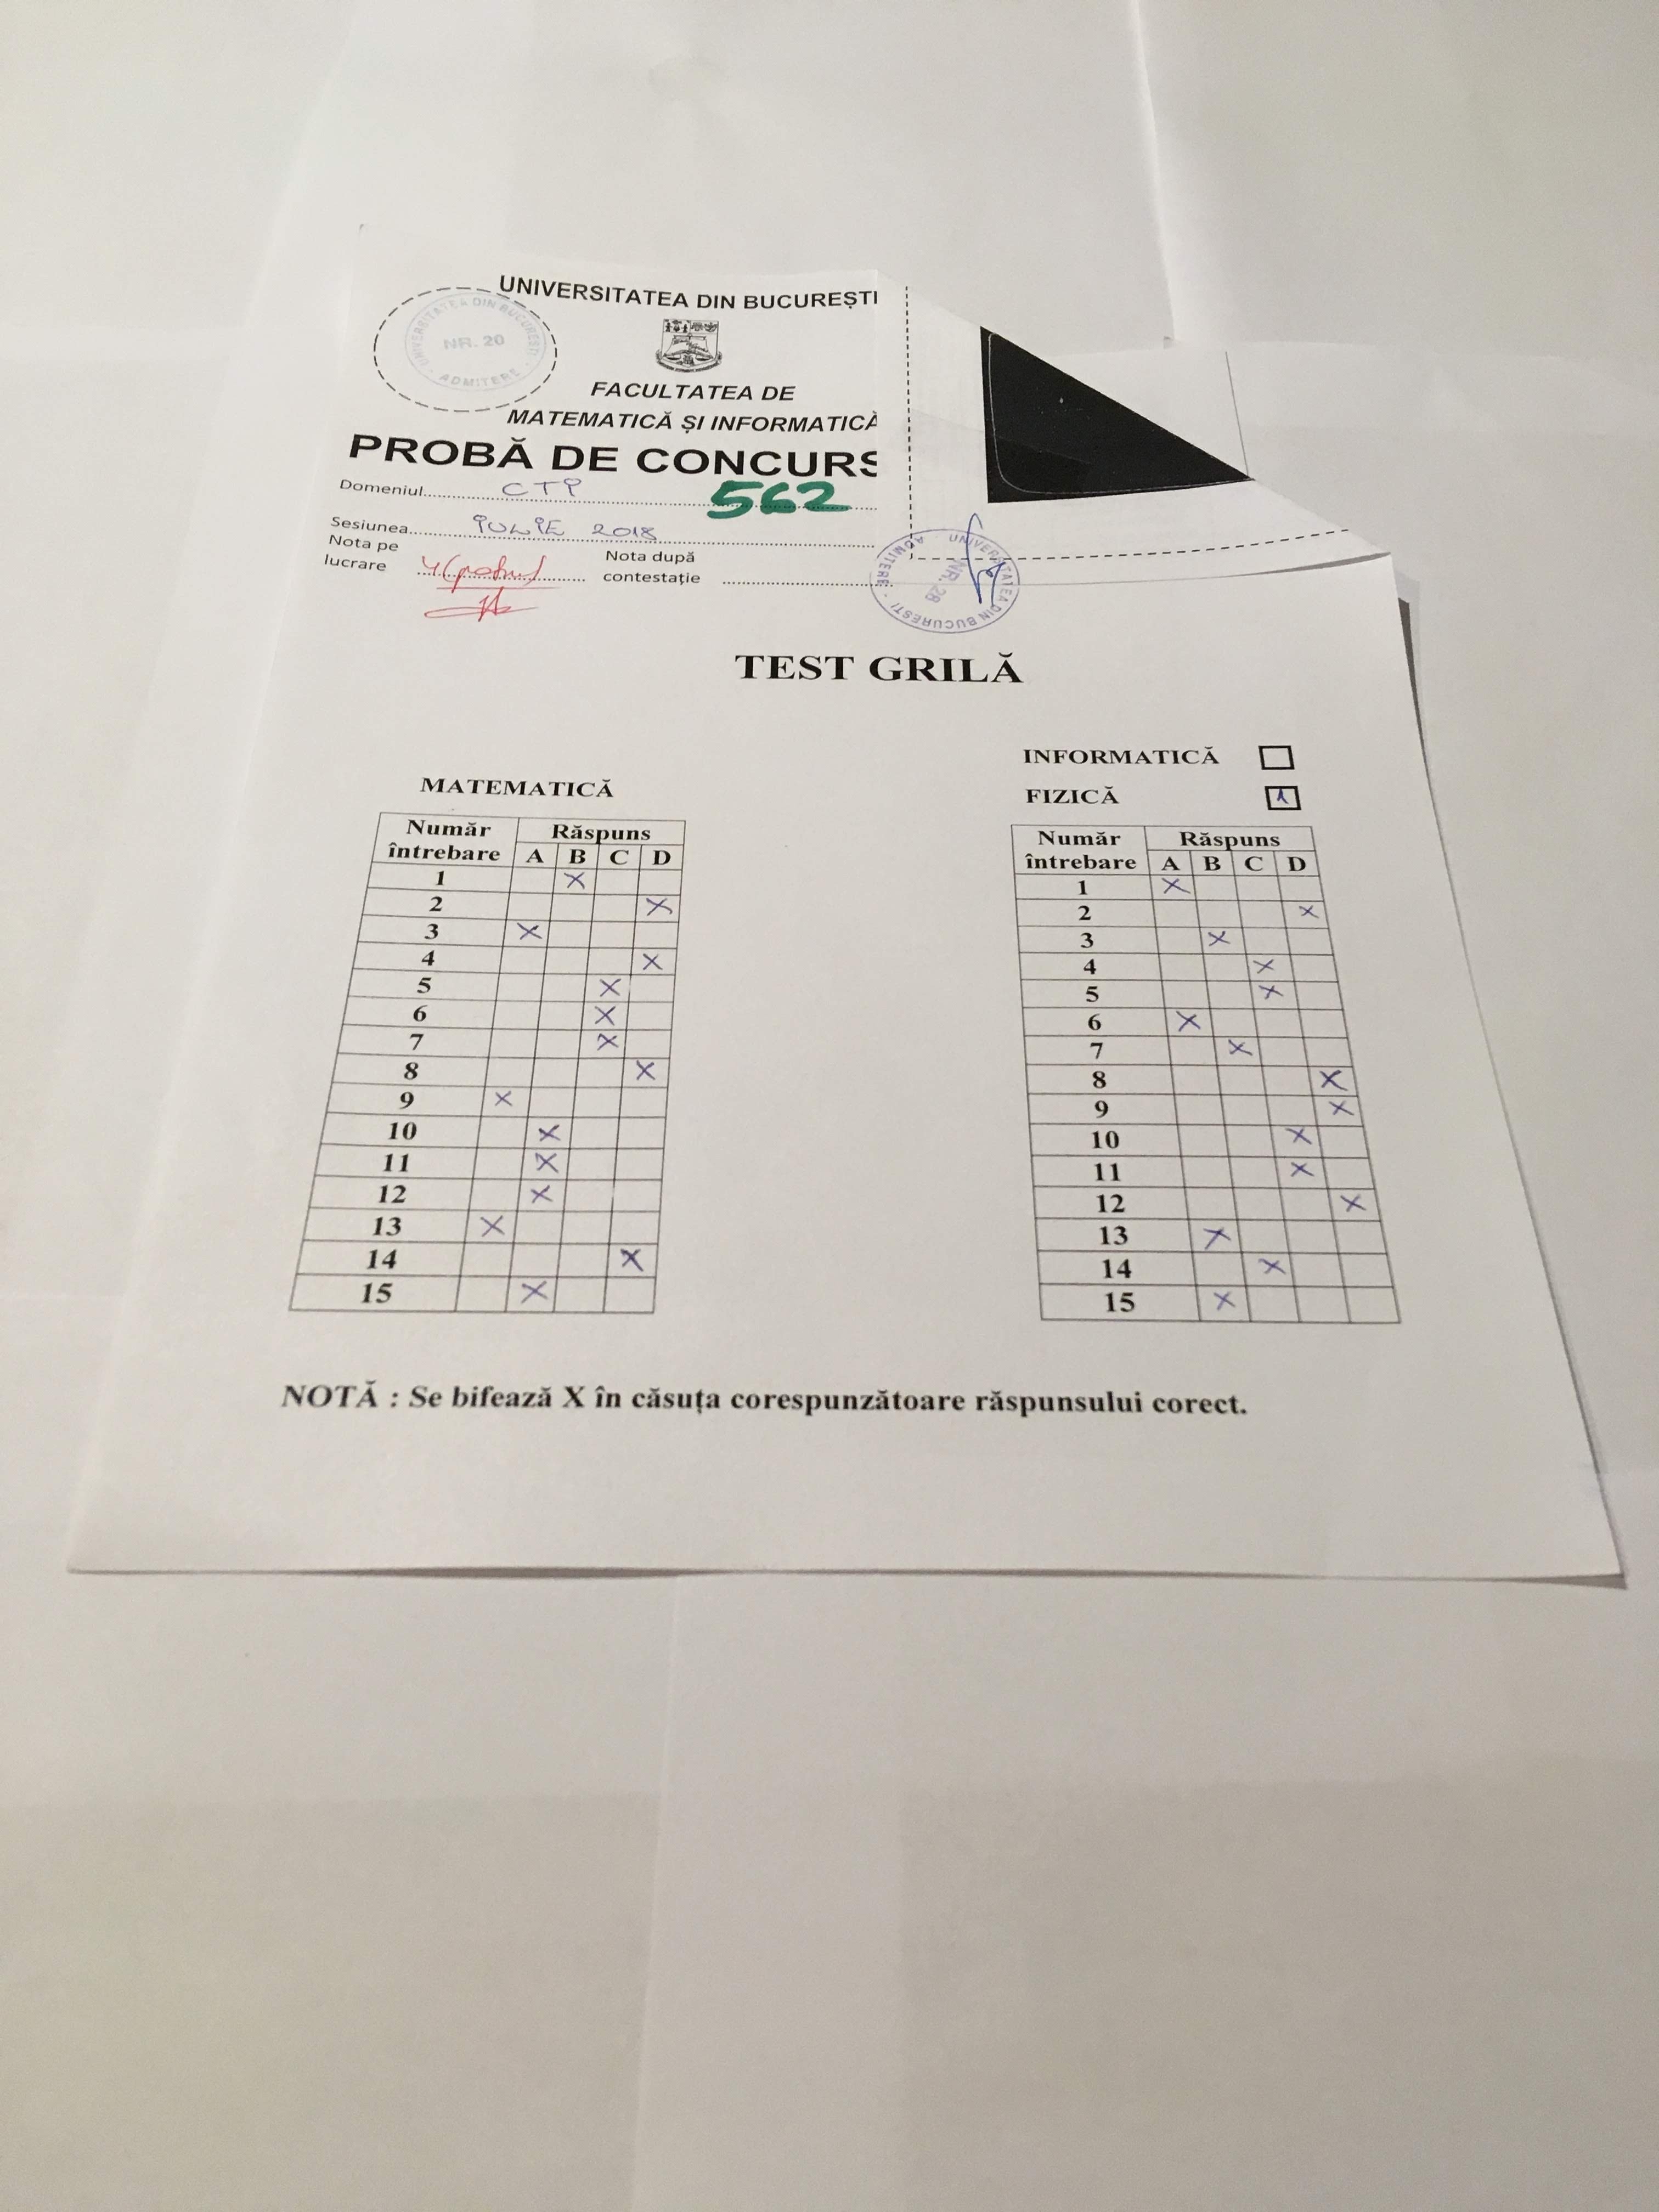 UNIVERSITATEA DIN BUCUREȘTI
UNIVERSITATEA DIN BUCUREȘTI
NR. 20
ADMITERE
FACULTATEA DE
MATEMATICĂ ȘI INFORMATICĂ
PROBĂ DE CONCURS
Domeniul CTI 562
Sesiunea IULIE 2018
Nota pe lucrare 4 (patru)
Nota după contestație
UNIVERSITATEA DIN BUCUREȘTI
NR. 28
ADMITERE
TEST GRILĂ
INFORMATICĂ
FIZICĂ
MATEMATICĂ
Număr întrebare Răspuns
A B C D
1 X
2 X
3 X
4 X
5 X
6 X
7 X
8 X
9 X
10 X
11 X
12 X
13 X
14 X
15 X
Număr întrebare Răspuns
A B C D
1 X
2 X
3 X
4 X
5 X
6 X
7 X
8 X
9 X
10 X
11 X
12 X
13 X
14 X
15 X
NOTĂ : Se bifează X în căsuța corespunzătoare răspunsului corect.